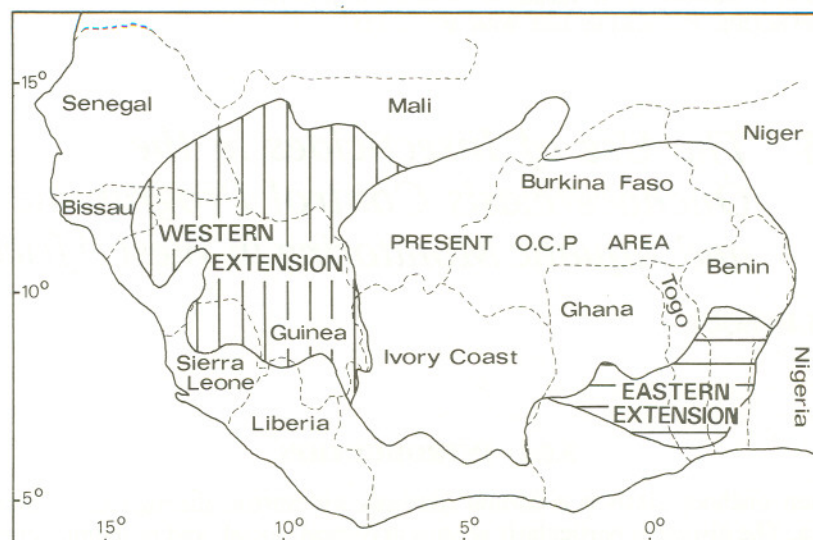 15°
Senegal
Mali
Niger
Burkina Faso
Bissau
WESTERN
EXTENSION
PRESENT O.C.P AREA
Benin
10°
Ghana
Togo
Guinea
Ivory Coast
Sierra
Leone
Nigeria
EASTERN
EXTENSION
Liberia
5°
15°
10°
5°
0°